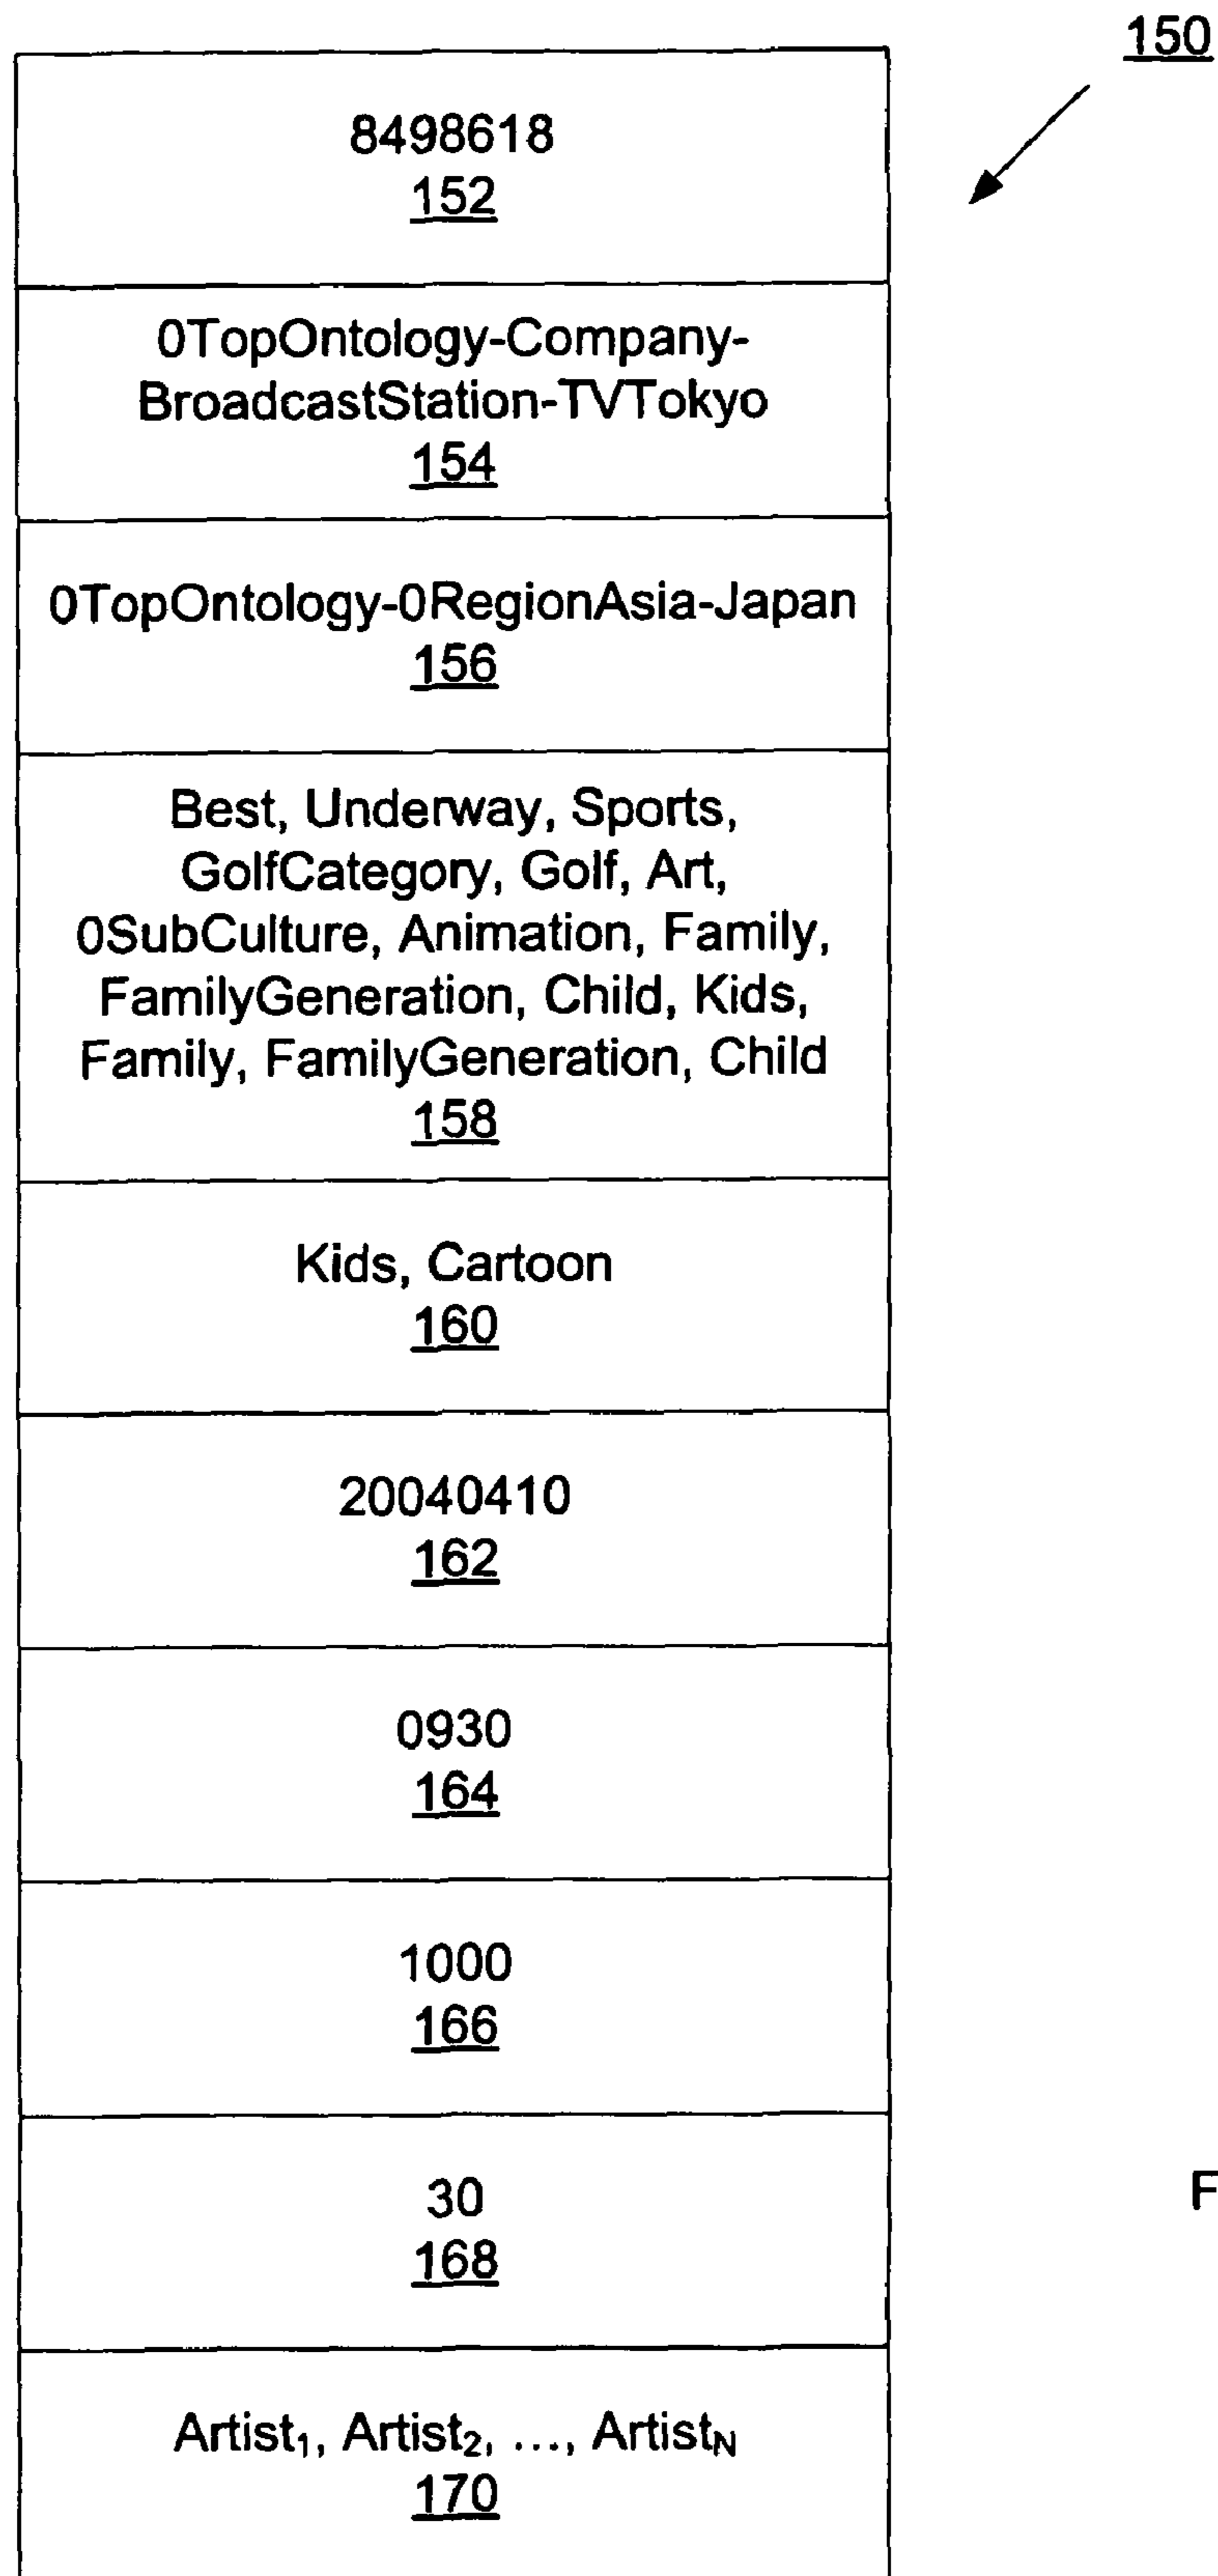 150
8498618
152
0TopOntology-Company-
BroadcastStation-TVTokyo
154
0TopOntology-0RegionAsia-Japan
156
Best, Underway, Sports,
GolfCategory, Golf, Art,
0SubCulture, Animation, Family,
FamilyGeneration, Child, Kids,
Family, FamilyGeneration, Child
158
Kids, Cartoon
160
20040410
162
0930
164
1000
166
30
168
F
Artist₁, Artist₂, ..., Artist_N
170